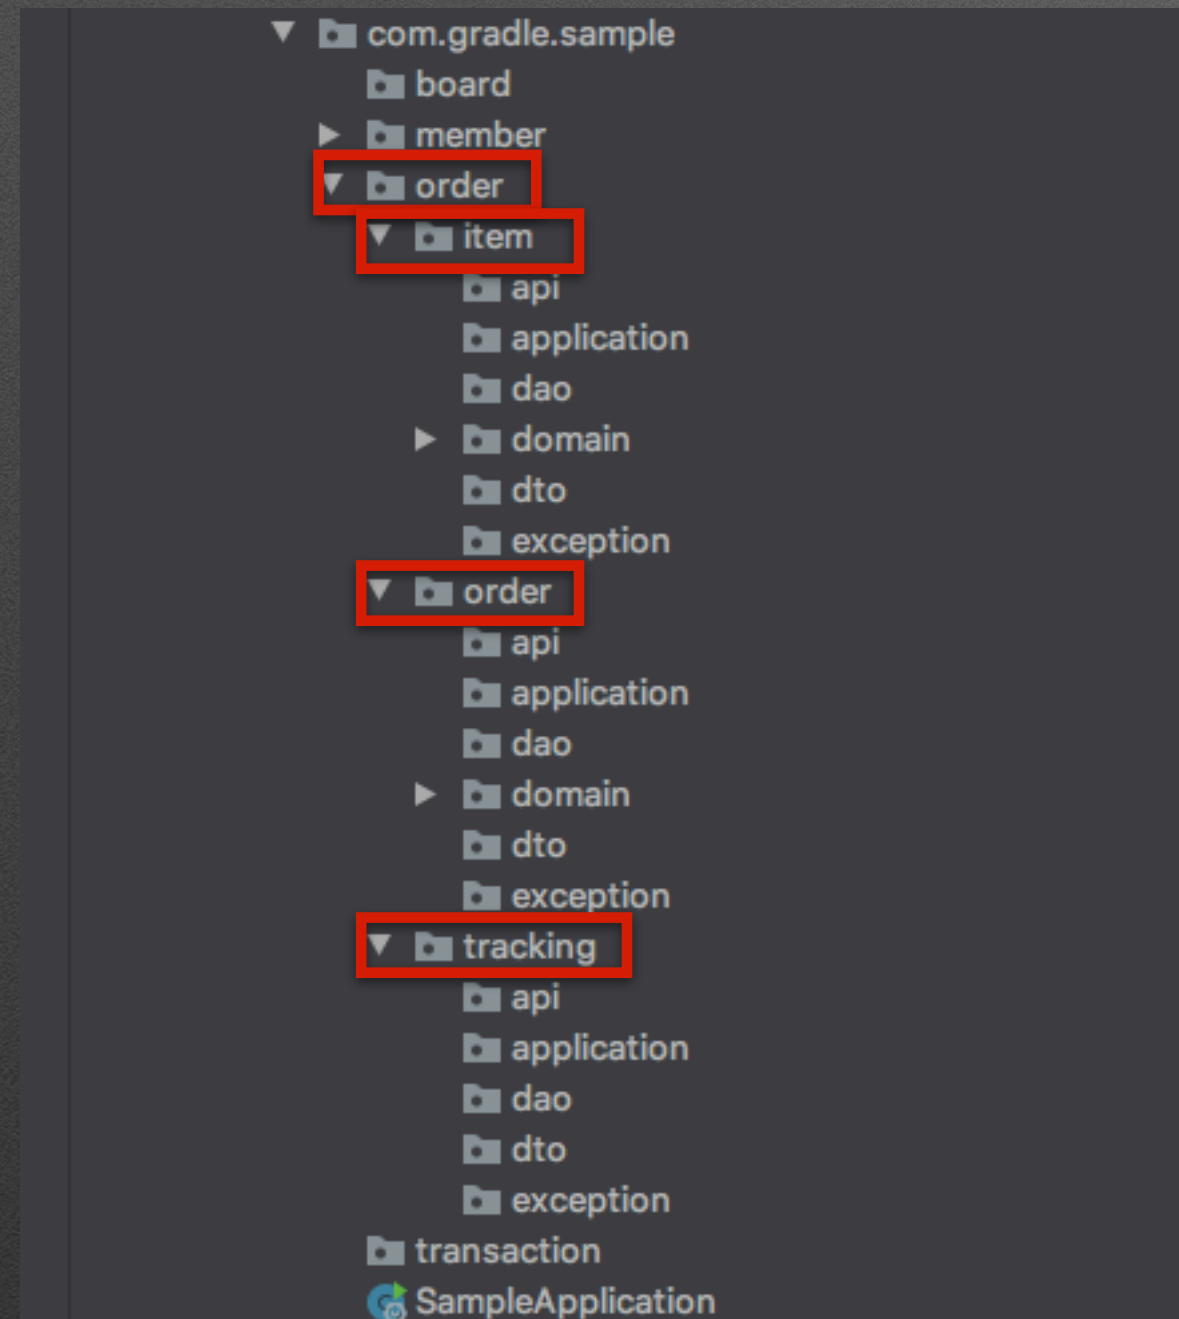 com.gradle.sample
board
member
order
item
api
application
dao
domain
dto
exception
order
api
application
dao
domain
dto
exception
tracking
api
application
dao
dto
exception
transaction
SampleApplication